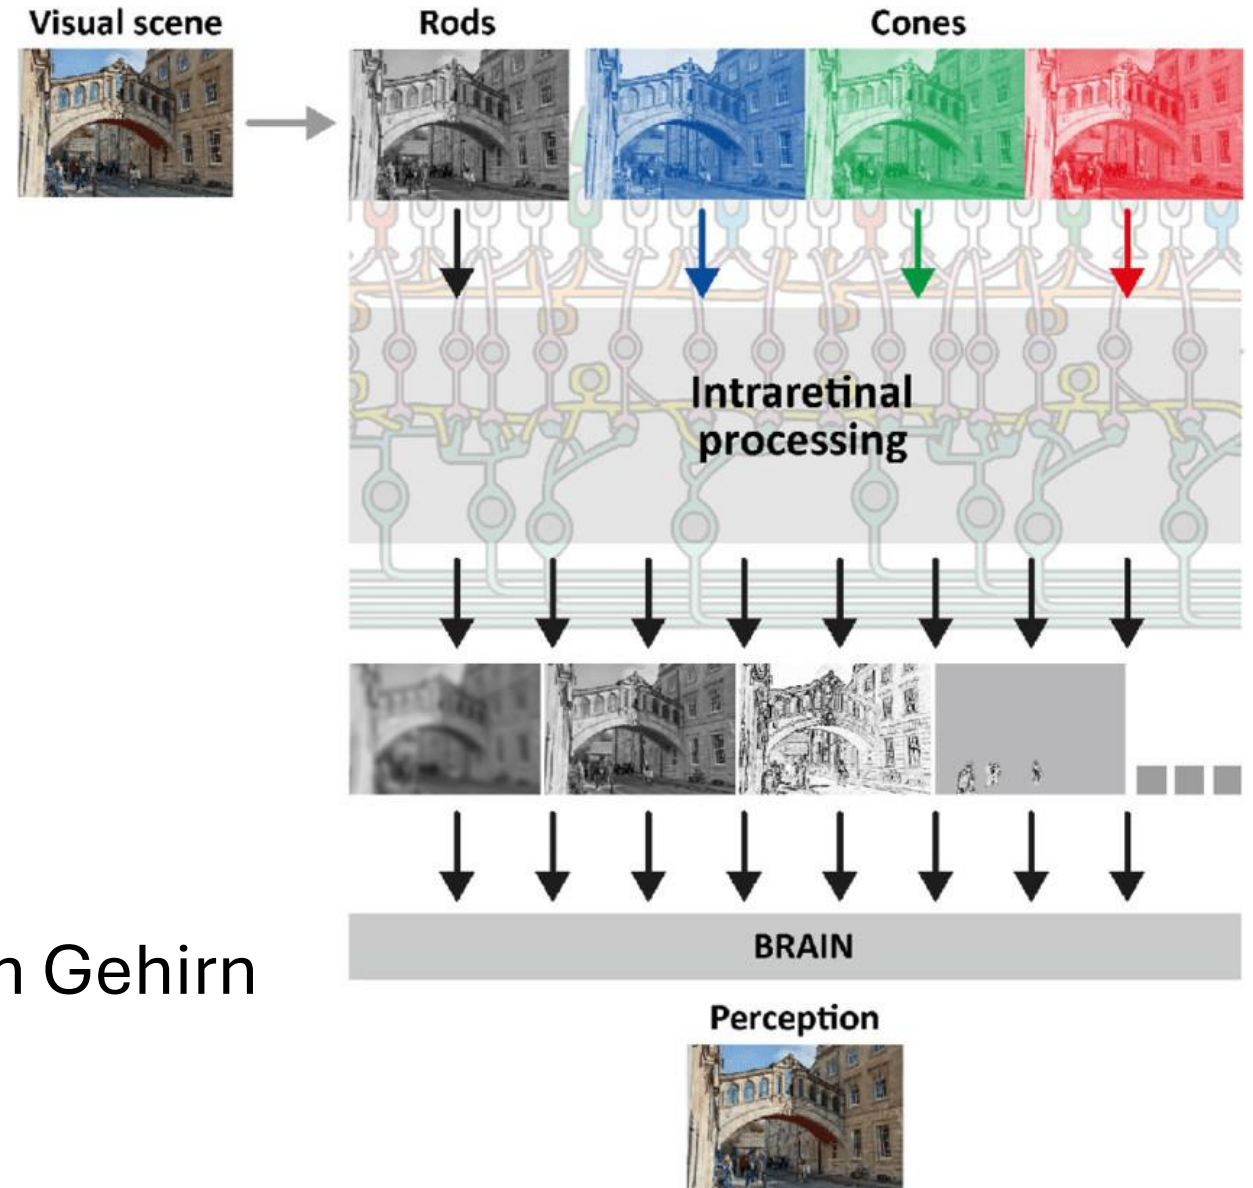 Visual scene
Rods
Cones
Intraretinal
processing
BRAIN
Gehirn
Perception